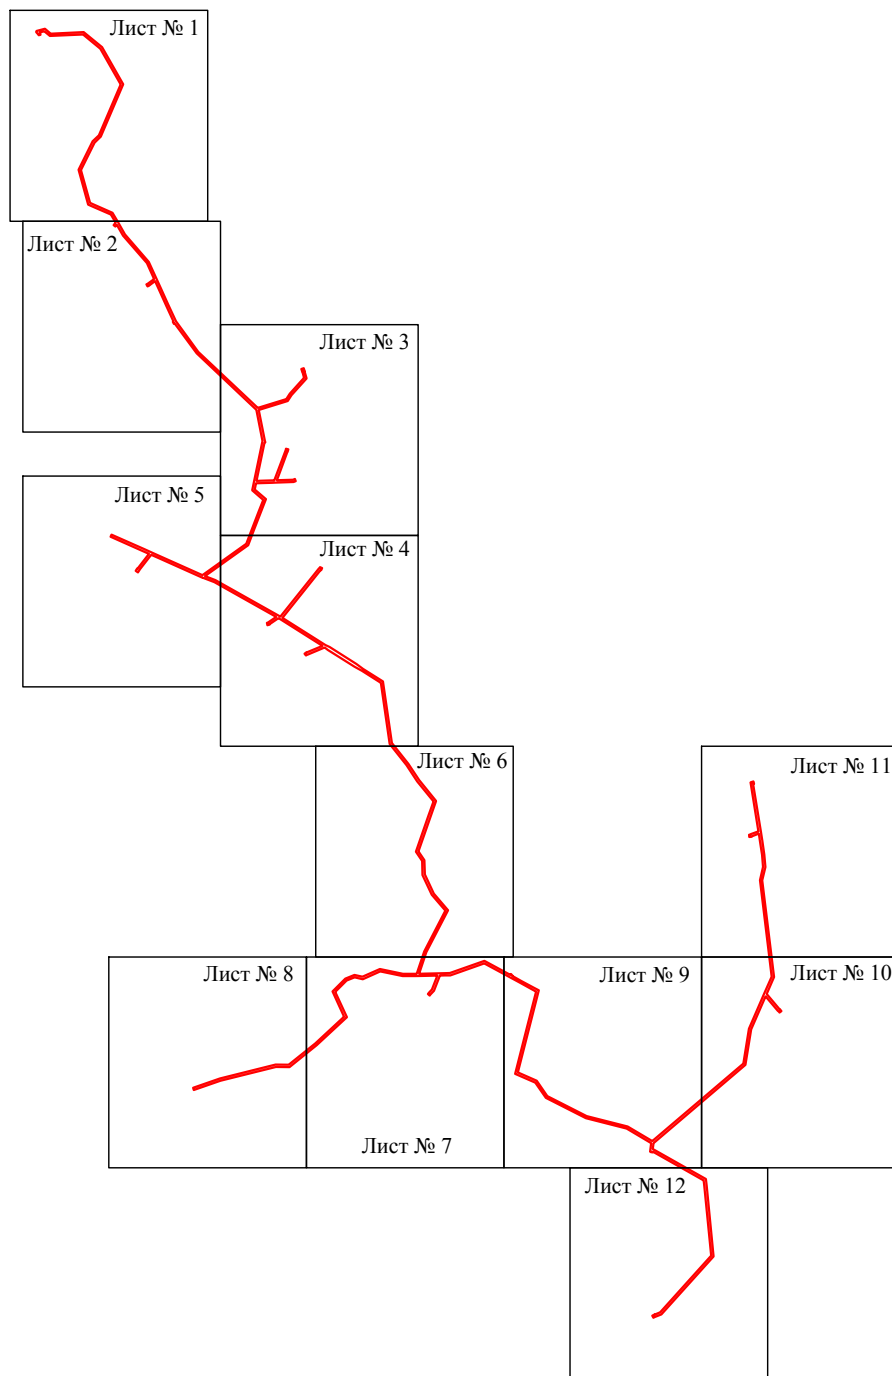 Лист № 1
Лист № 2
Лист № 3
Лист № 5
Лист № 4
Лист № 6
Лист № 11
Лист № 8
Лист № 9
Лист № 10
Лист № 7
Лист № 12